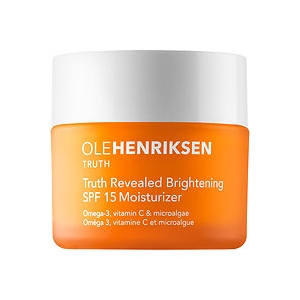 OLEHENRIKSEN
TRUTH
Truth Revealed Brightening
SPF 15 Moisturizer
Omega-3, vitamin C & microalgae
Oméga 3, vitamine C et microalgue